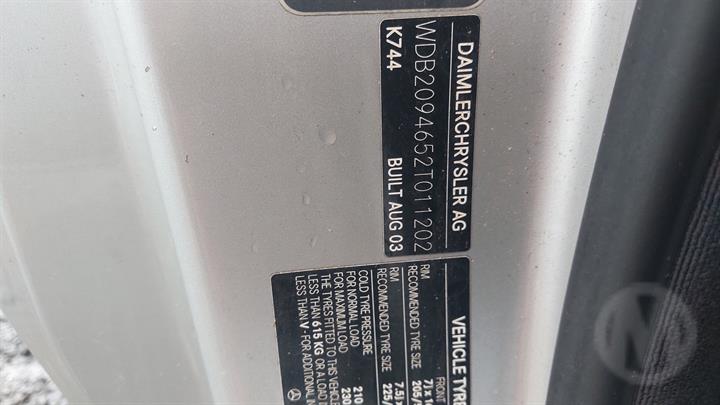 DAIMLERCHRYSLER AG
WDB2094652T011202
K744 BUILT AUG 03
VEHICLE TYRE
FRONT
RECOMMENDED TYRE SIZE 205/
RIM 7J x 1
RECOMMENDED TYRE SIZE 225/
RIM 7.5J x
COLD TYRE PRESSURE
FOR NORMAL LOAD 210
FOR MAXIMUM LOAD 230
THE TYRES FITTED TO THIS VEHICLE
LESS THAN 615 KG OR A LOAD
LESS THAN V - FOR ADDITIONAL IN